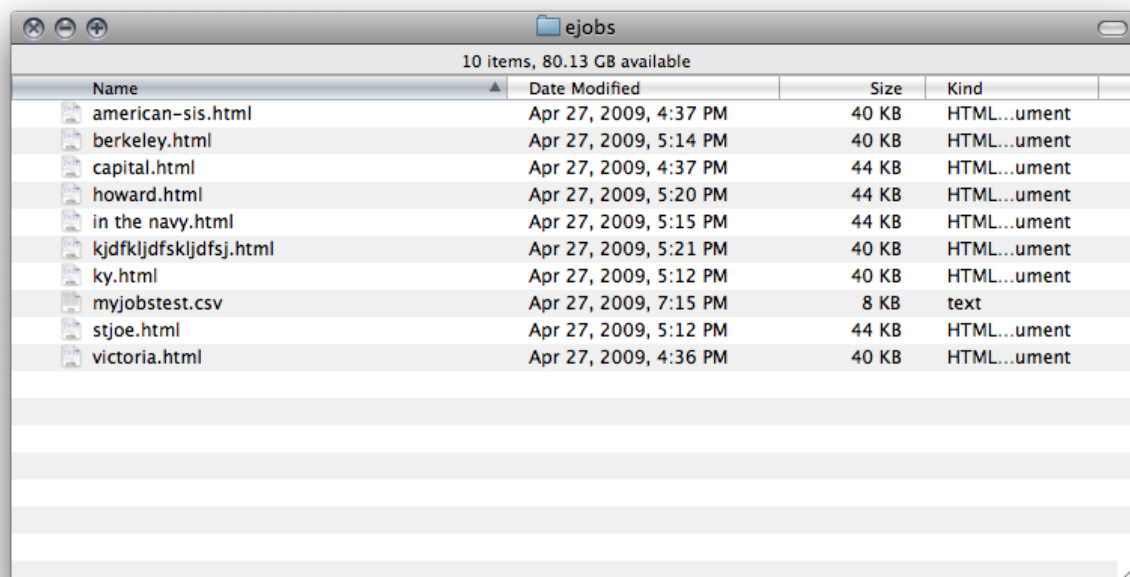 ejobs
10 items, 80.13 GB available
Name Date Modified Size Kind
american-sis.html Apr 27, 2009, 4:37 PM 40 KB HTML...ument
berkeley.html Apr 27, 2009, 5:14 PM 40 KB HTML...ument
capital.html Apr 27, 2009, 4:37 PM 44 KB HTML...ument
howard.html Apr 27, 2009, 5:20 PM 44 KB HTML...ument
in the navy.html Apr 27, 2009, 5:15 PM 44 KB HTML...ument
kjdfkljdfskljdfsj.html Apr 27, 2009, 5:21 PM 40 KB HTML...ument
ky.html Apr 27, 2009, 5:12 PM 40 KB HTML...ument
myjobstest.csv Apr 27, 2009, 7:15 PM 8 KB text
stjoe.html Apr 27, 2009, 5:12 PM 44 KB HTML...ument
victoria.html Apr 27, 2009, 4:36 PM 40 KB HTML...ument